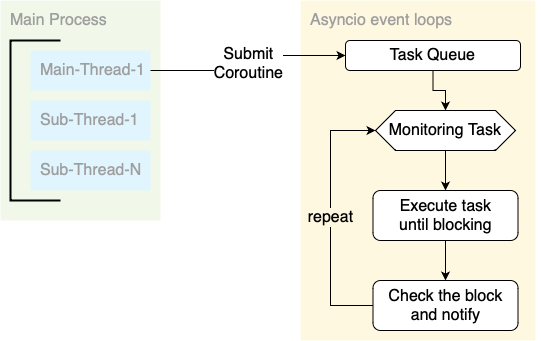 Main Process
Main-Thread-1
Sub-Thread-1
Sub-Thread-N
Submit
Coroutine
Asyncio event loops
Task Queue
Monitoring Task
Execute task
until blocking
repeat
Check the block
and notify